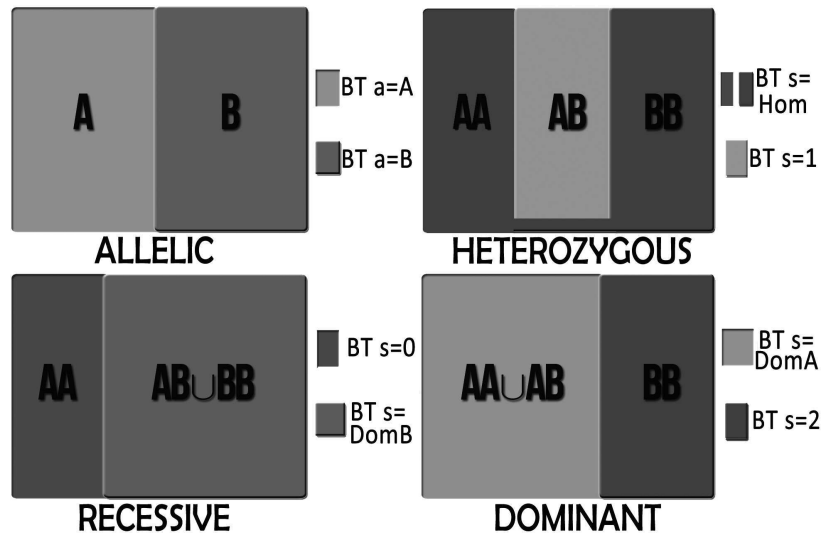 A
B
BT a=A
BT a=B
ALLELIC
AA
AB
BB
BT s=
Hom
BT s=1
HETEROZYGOUS
AA
AB∪BB
BT s=0
BT s=
DomB
RECESSIVE
AA∪AB
BB
BT s=
DomA
BT s=2
DOMINANT